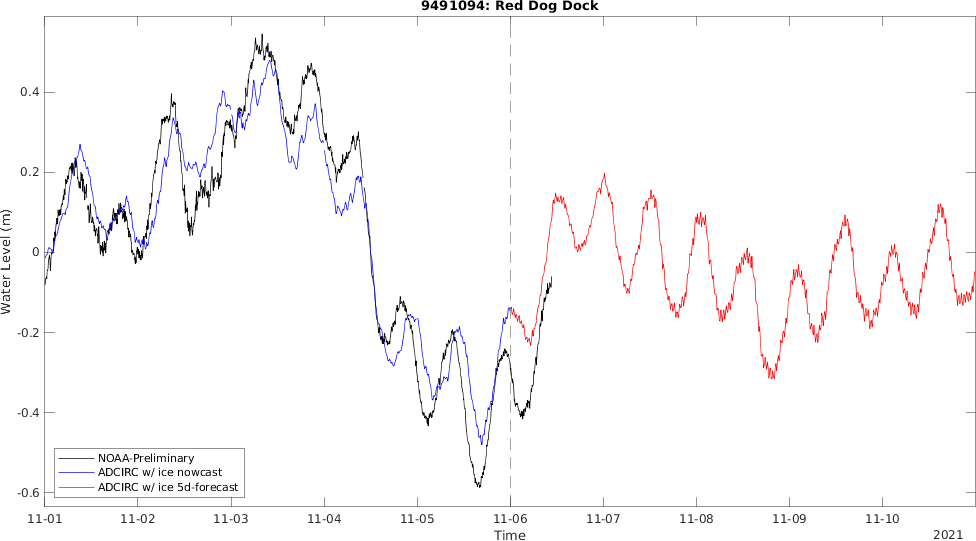 9491094: Red Dog Dock
Water Level (m)
0.4
0.2
0
-0.2
-0.4
-0.6
NOAA-Preliminary
ADCIRC w/ ice nowcast
ADCIRC w/ ice 5d-forecast
11-01 11-02 11-03 11-04 11-05 11-06 11-07 11-08 11-09 11-10
Time
2021